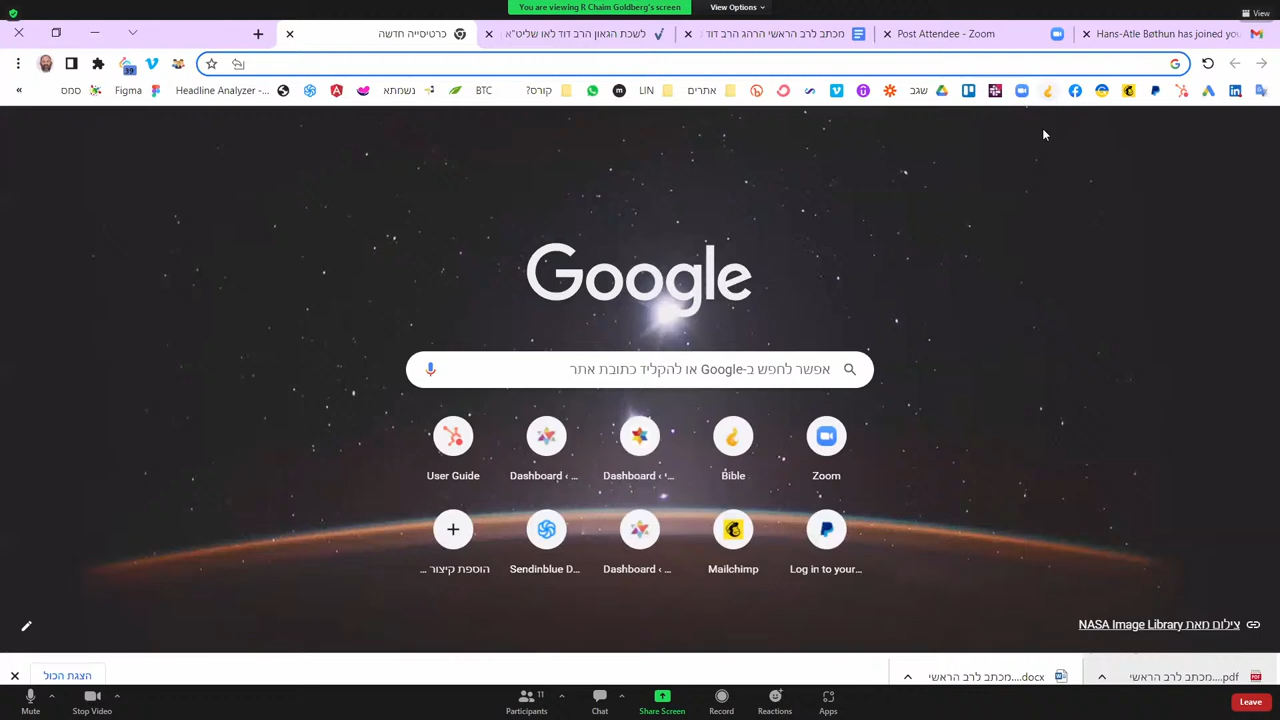 You are viewing R Chaim Goldberg's screen
View Options
View
כרטיסייה חדשה
לשכת הגאון הרב דוד לאו שליט"א
מכתב לרב הראשי הרהג הרב דוד
Post Attendee - Zoom
Hans-Atle Bøthun has joined you
39
«
סמס
Figma
Headline Analyzer -...
נשמתא
BTC
קורס?
LIN
אתרים
שגב
Google
אפשר לחפש ב-Google או להקליד כתובת אתר
User Guide
Dashboard ‹ ...
Dashboard ‹ י...
Bible
Zoom
הוספת קיצור ...
Sendinblue D...
Dashboard ‹ ...
Mailchimp
Log in to your...
צילום מאת NASA Image Library
הצגת הכול
מכתב לרב הראשי....docx
מכתב לרב הראשי....pdf
Mute
Stop Video
Participants
11
Chat
Share Screen
Record
Reactions
Apps
Leave